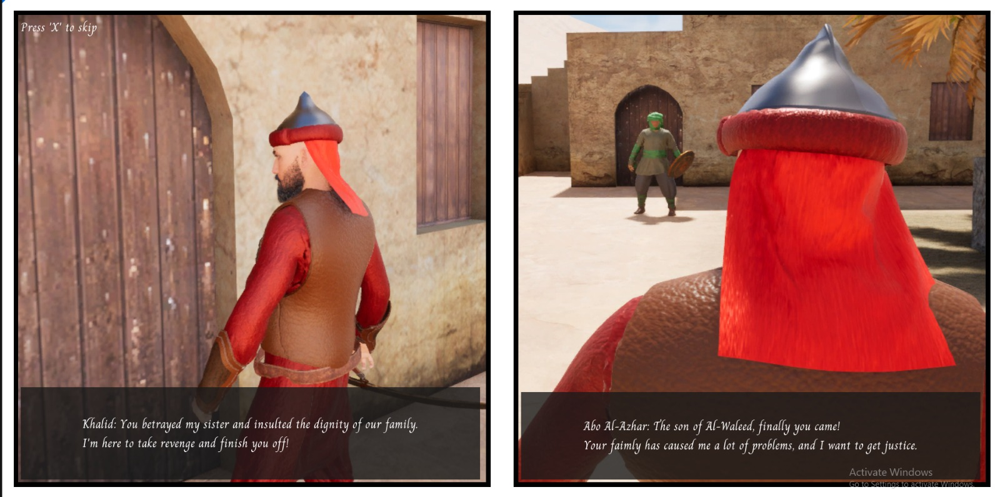 Press 'X' to skip
Khalid: You betrayed my sister and insulted the dignity of our family.
I'm here to take revenge and finish you off!
Abo Al-Azhar: The son of Al-Waleed, finally you came!
Your faimly has caused me a lot of problems, and I want to get justice.
Activate Windows
Go to Settings to activate Windows.